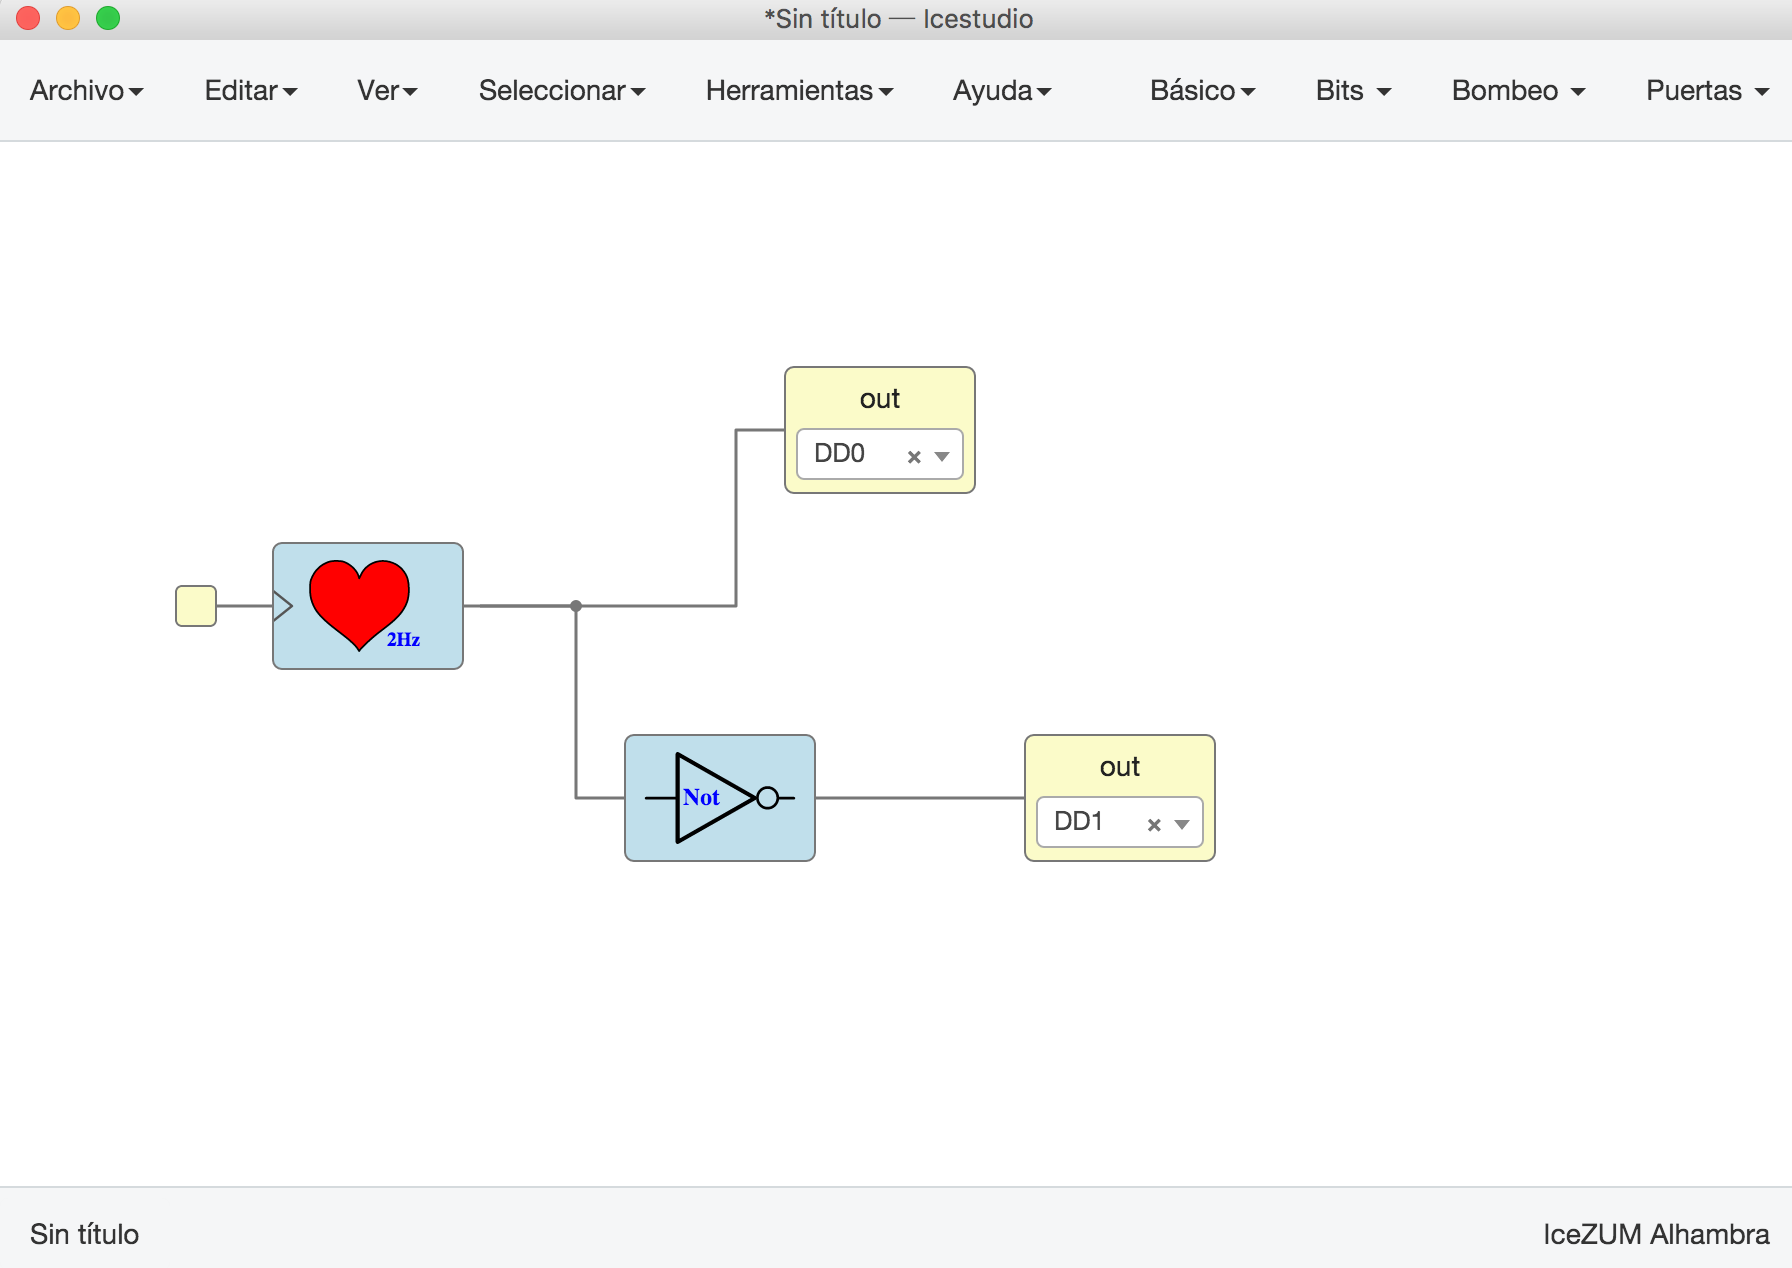 *Sin título — Icestudio
Archivo Editar Ver Seleccionar Herramientas Ayuda Básico Bits Bombeo Puertas
out
DD0
2Hz
Not
out
DD1
Sin título
IceZUM Alhambra